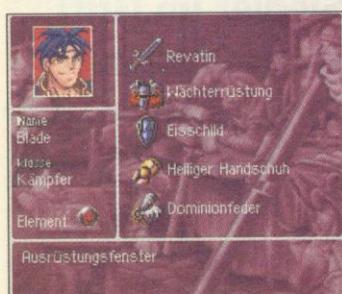 Name
Blade
Klasse
Kämpfer
Element
Revatin
Wächterrüstung
Eisschild
Heiliger Handschuh
Dominionfeder
Ausrüstungsfenster